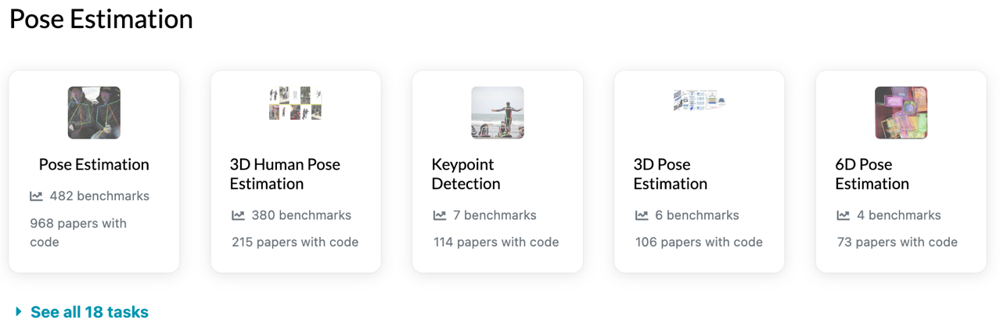 Pose Estimation
Pose Estimation
482 benchmarks
968 papers with
code
3D Human Pose
Estimation
380 benchmarks
215 papers with code
Keypoint
Detection
7 benchmarks
114 papers with code
3D Pose
Estimation
6 benchmarks
106 papers with code
6D Pose
Estimation
4 benchmarks
73 papers with code
See all 18 tasks